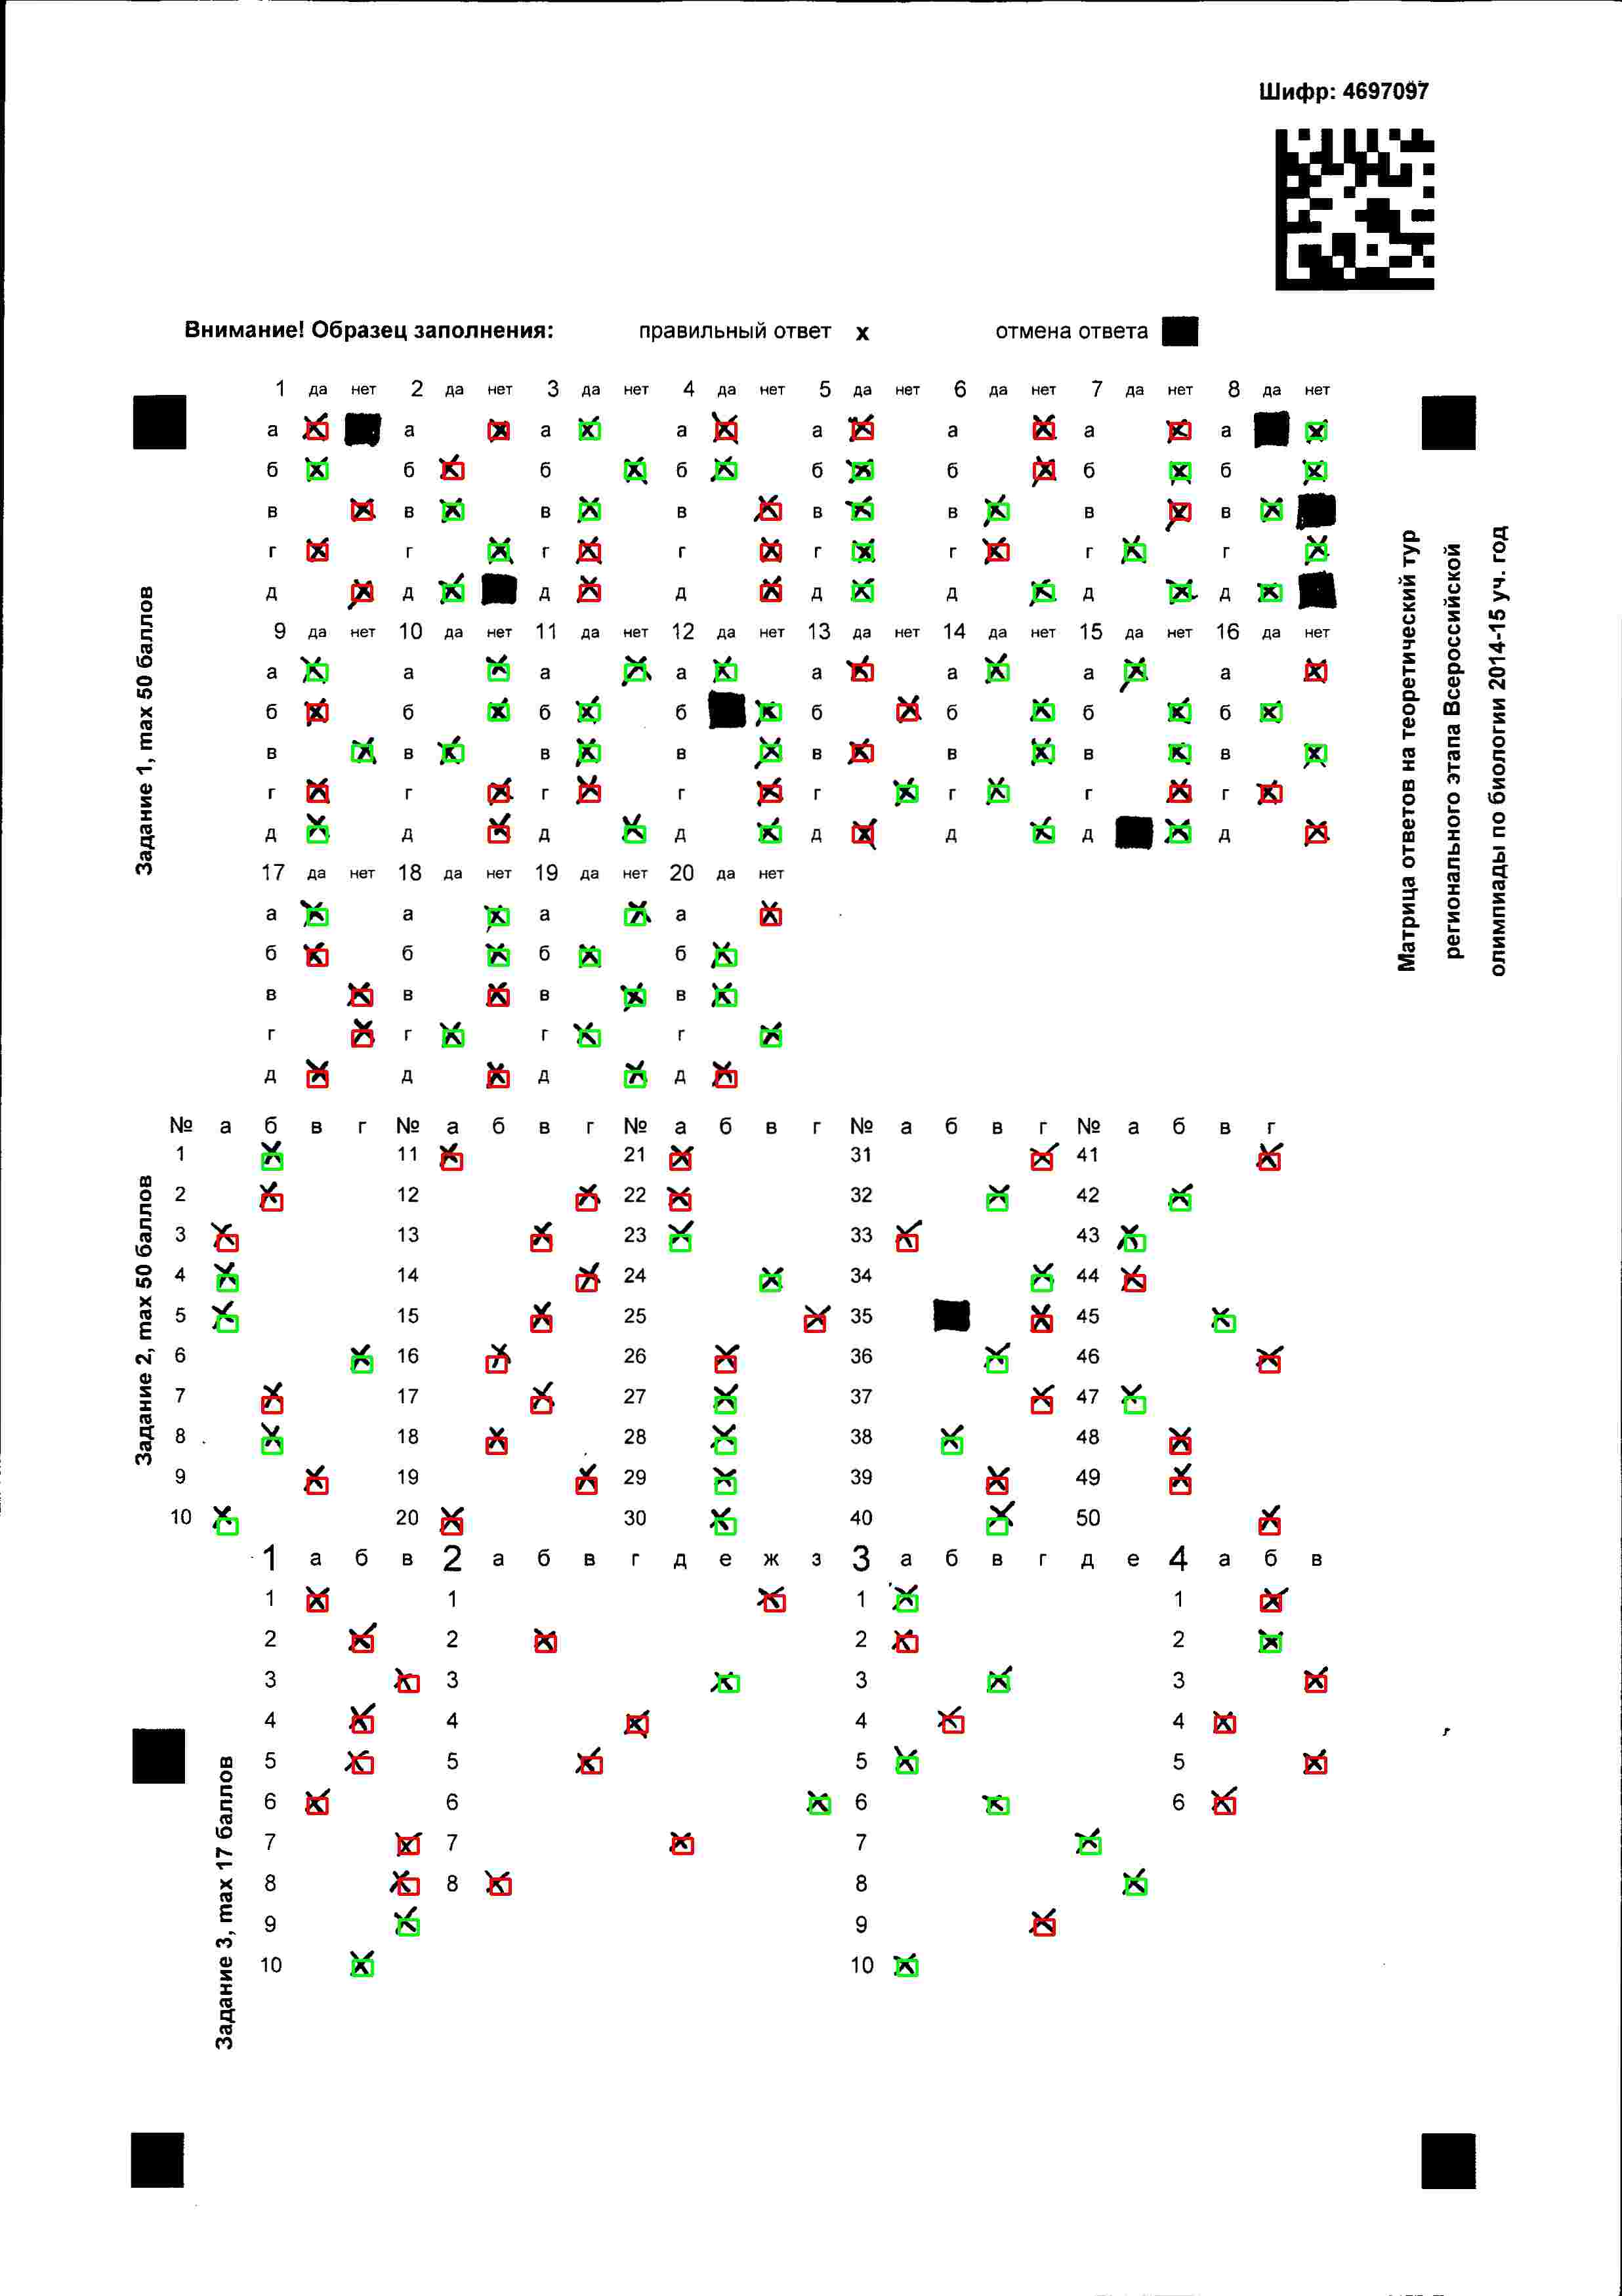 Шифр: 4697097
Внимание! Образец заполнения: правильный ответ x отмена ответа
1 да нет 2 да нет 3 да нет 4 да нет 5 да нет 6 да нет 7 да нет 8 да нет
а а а а а а а а
б б б б б б б б
в в в в в в в в
г г г г г г г г
д д д д д д д д
9 да нет 10 да нет 11 да нет 12 да нет 13 да нет 14 да нет 15 да нет 16 да нет
а а а а а а а а
б б б б б б б б
в в в в в в в в
г г г г г г г г
д д д д д д д д
17 да нет 18 да нет 19 да нет 20 да нет
а а а а
б б б б
в в в в
г г г г
д д д д
Задание 1, max 50 баллов
Матрица ответов на теоретический тур
регионального этапа Всероссийской
олимпиады по биологии 2014-15 уч. год
№ а б в г № а б в г № а б в г № а б в г № а б в г
1 11 21 31 41
2 12 22 32 42
3 13 23 33 43
4 14 24 34 44
5 15 25 35 45
6 16 26 36 46
7 17 27 37 47
8 18 28 38 48
9 19 29 39 49
10 20 30 40 50
Задание 2, max 50 баллов
1 а б в 2 а б в г д е ж з 3 а б в г д е 4 а б в
1 1 1 1
2 2 2 2
3 3 3 3
4 4 4 4
5 5 5 5
6 6 6 6
7 7 7
8 8 8
9 9
10 10
Задание 3, max 17 баллов